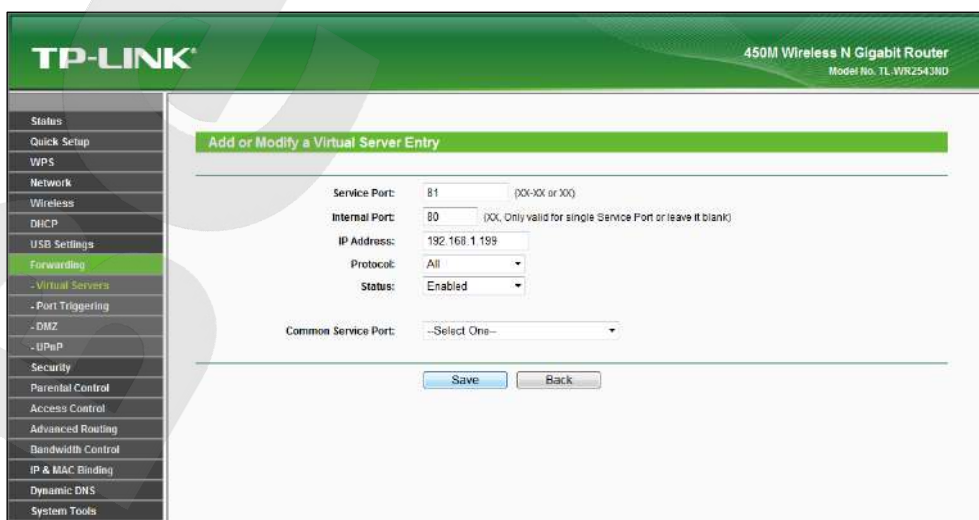 TP-LINK®
450M Wireless N Gigabit Router
Model No. TL-WR2543ND
Status
Quick Setup
WPS
Network
Wireless
DHCP
USB Settings
Forwarding
- Virtual Servers
- Port Triggering
- DMZ
- UPnP
Security
Parental Control
Access Control
Advanced Routing
Bandwidth Control
IP & MAC Binding
Dynamic DNS
System Tools
Add or Modify a Virtual Server Entry
Service Port: 81 (XX-XX or XX)
Internal Port: 80 (XX, Only valid for single Service Port or leave it blank)
IP Address: 192.168.1.199
Protocol: All
Status: Enabled
Common Service Port: --Select One--
Save Back